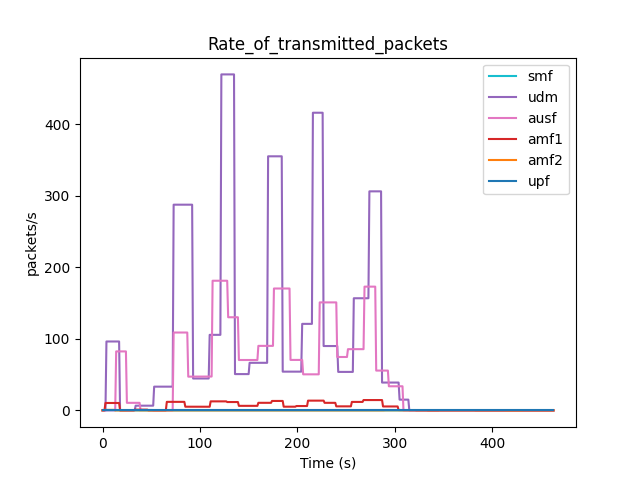 Rate_of_transmitted_packets
smf
udm
ausf
amf1
amf2
upf
packets/s
400
300
200
100
0
0 100 200 300 400
Time (s)